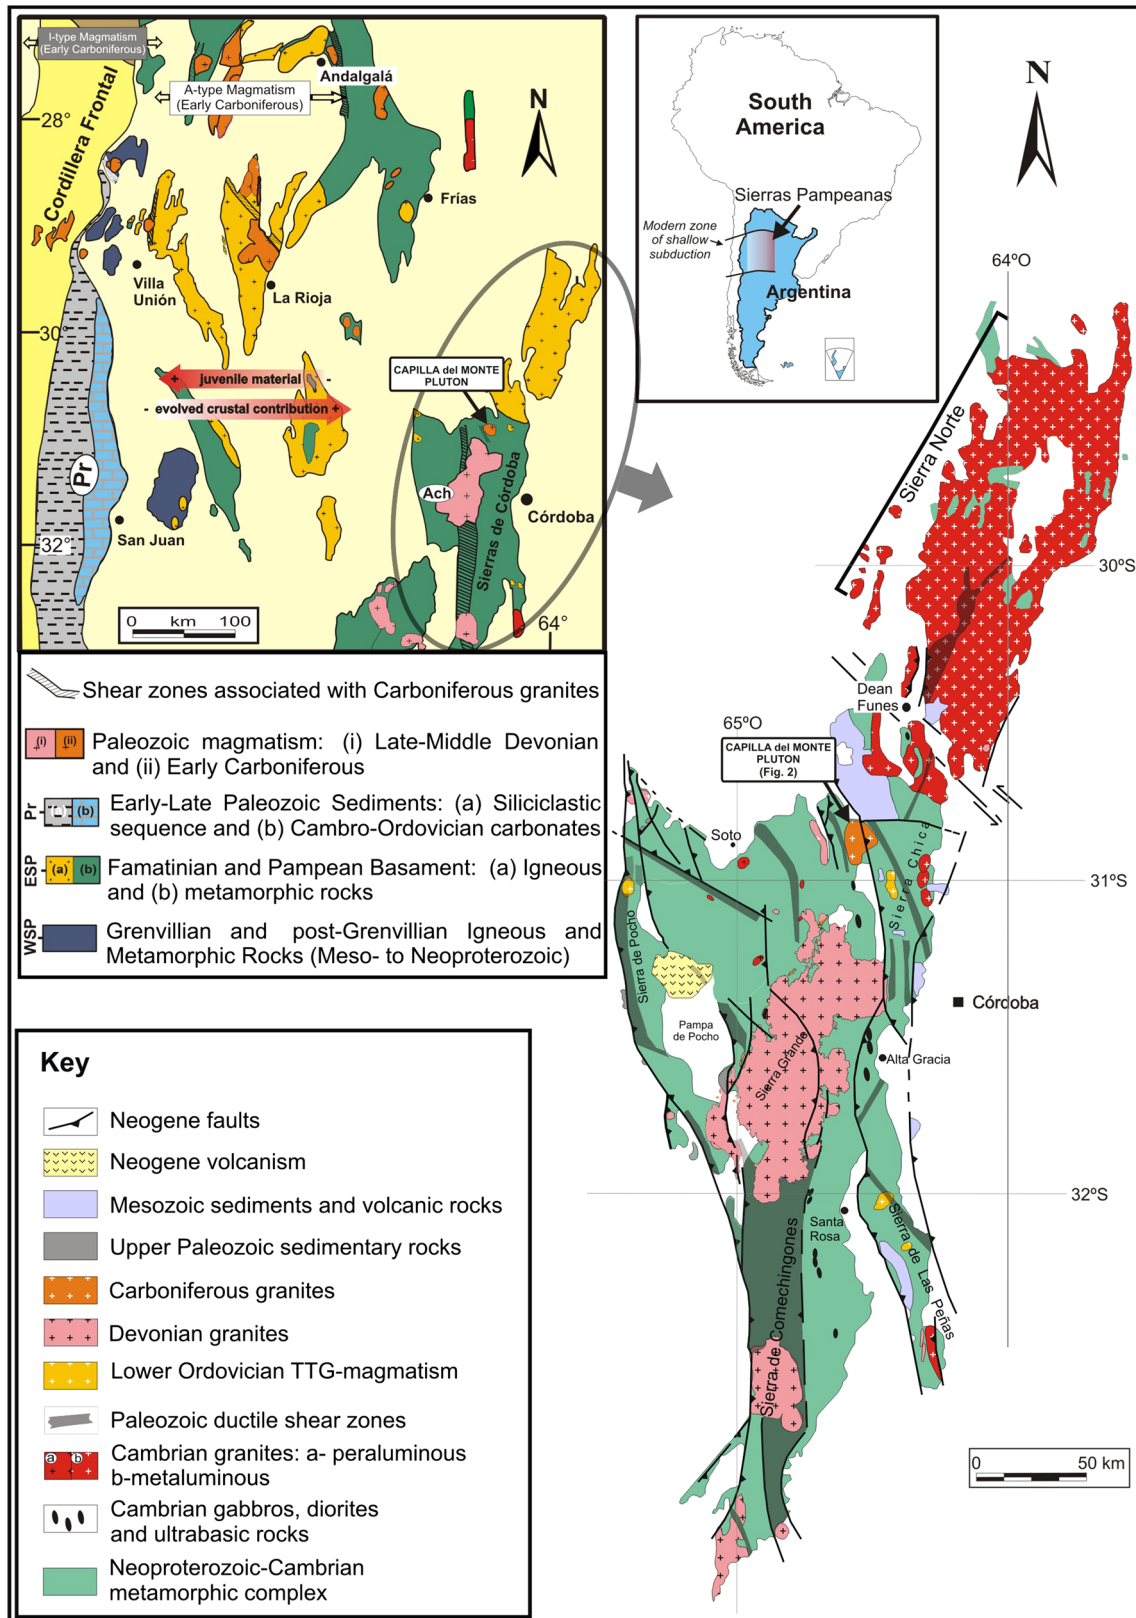 I-type Magmatism
(Early Carboniferous)
Andalgalá
A-type Magmatism
(Early Carboniferous)
28°
Cordillera Frontal
N
Frías
Villa
Unión
La Rioja
30°
CAPILLA del MONTE
PLUTON
+ juvenile material -
- evolved crustal contribution +
Pr
Ach
Sierras de Córdoba
Córdoba
San Juan
32°
0 km 100
64°
Shear zones associated with Carboniferous granites
(i) (ii)
Paleozoic magmatism: (i) Late-Middle Devonian
and (ii) Early Carboniferous
Pr
(a) (b)
Early-Late Paleozoic Sediments: (a) Siliciclastic
sequence and (b) Cambro-Ordovician carbonates
ESP
(a) (b)
Famatinian and Pampean Basament: (a) Igneous
and (b) metamorphic rocks
WSP
Grenvillian and post-Grenvillian Igneous and
Metamorphic Rocks (Meso- to Neoproterozoic)
South
America
Sierras Pampeanas
Modern zone
of shallow
subduction
Argentina
N
64ºO
Sierra Norte
30ºS
Dean
Funes
65ºO
CAPILLA del MONTE
PLUTON
(Fig. 2)
Soto
Sierra Chica
31ºS
Sierra de Pocho
Córdoba
Pampa
de Pocho
Sierra Grande
Alta Gracia
32ºS
Santa
Rosa
Sierra de Las Peñas
Sierra de Comechingones
0 50 km
Key
Neogene faults
Neogene volcanism
Mesozoic sediments and volcanic rocks
Upper Paleozoic sedimentary rocks
Carboniferous granites
Devonian granites
Lower Ordovician TTG-magmatism
Paleozoic ductile shear zones
a b
Cambrian granites: a- peraluminous
b-metaluminous
Cambrian gabbros, diorites
and ultrabasic rocks
Neoproterozoic-Cambrian
metamorphic complex